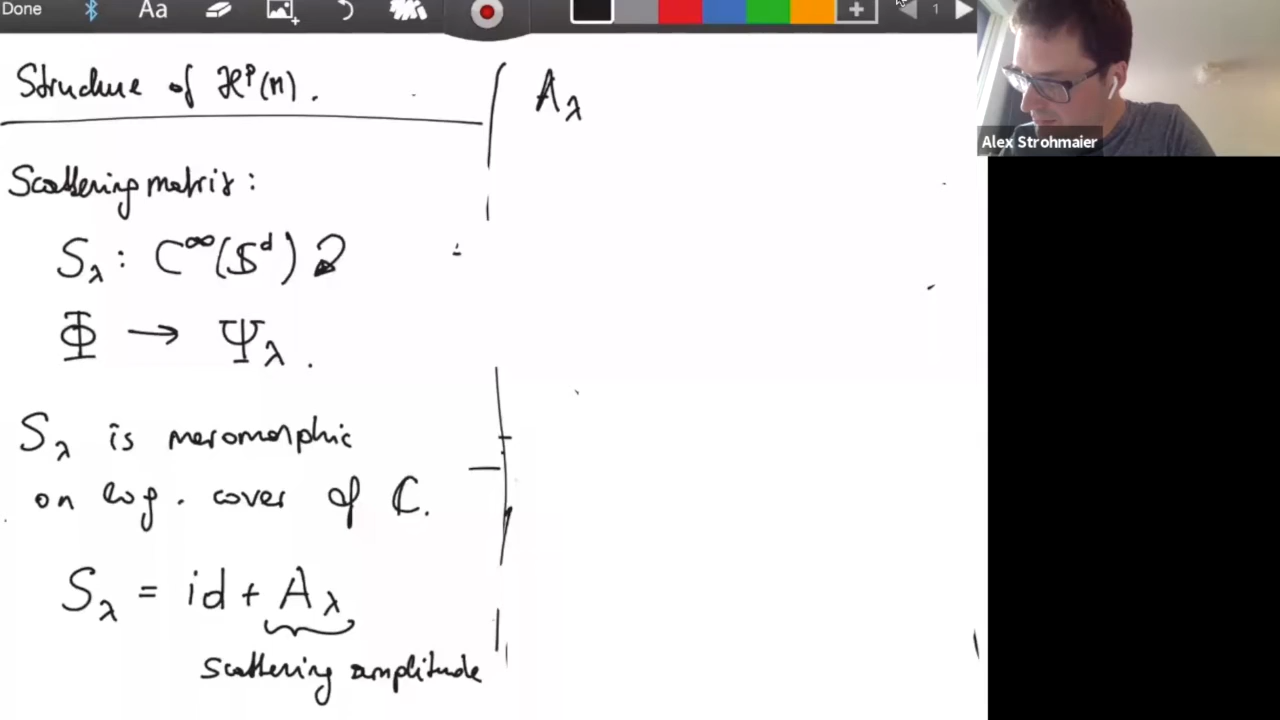 Done Aa 1
Alex Strohmaier
Structure of ℋᵖ(M).
Scattering matrix:
S_λ : C^∞(S^d)
Φ → Ψ_λ.
S_λ is meromorphic
on log. cover of ℂ.
S_λ = id + A_λ
scattering amplitude
A_λ